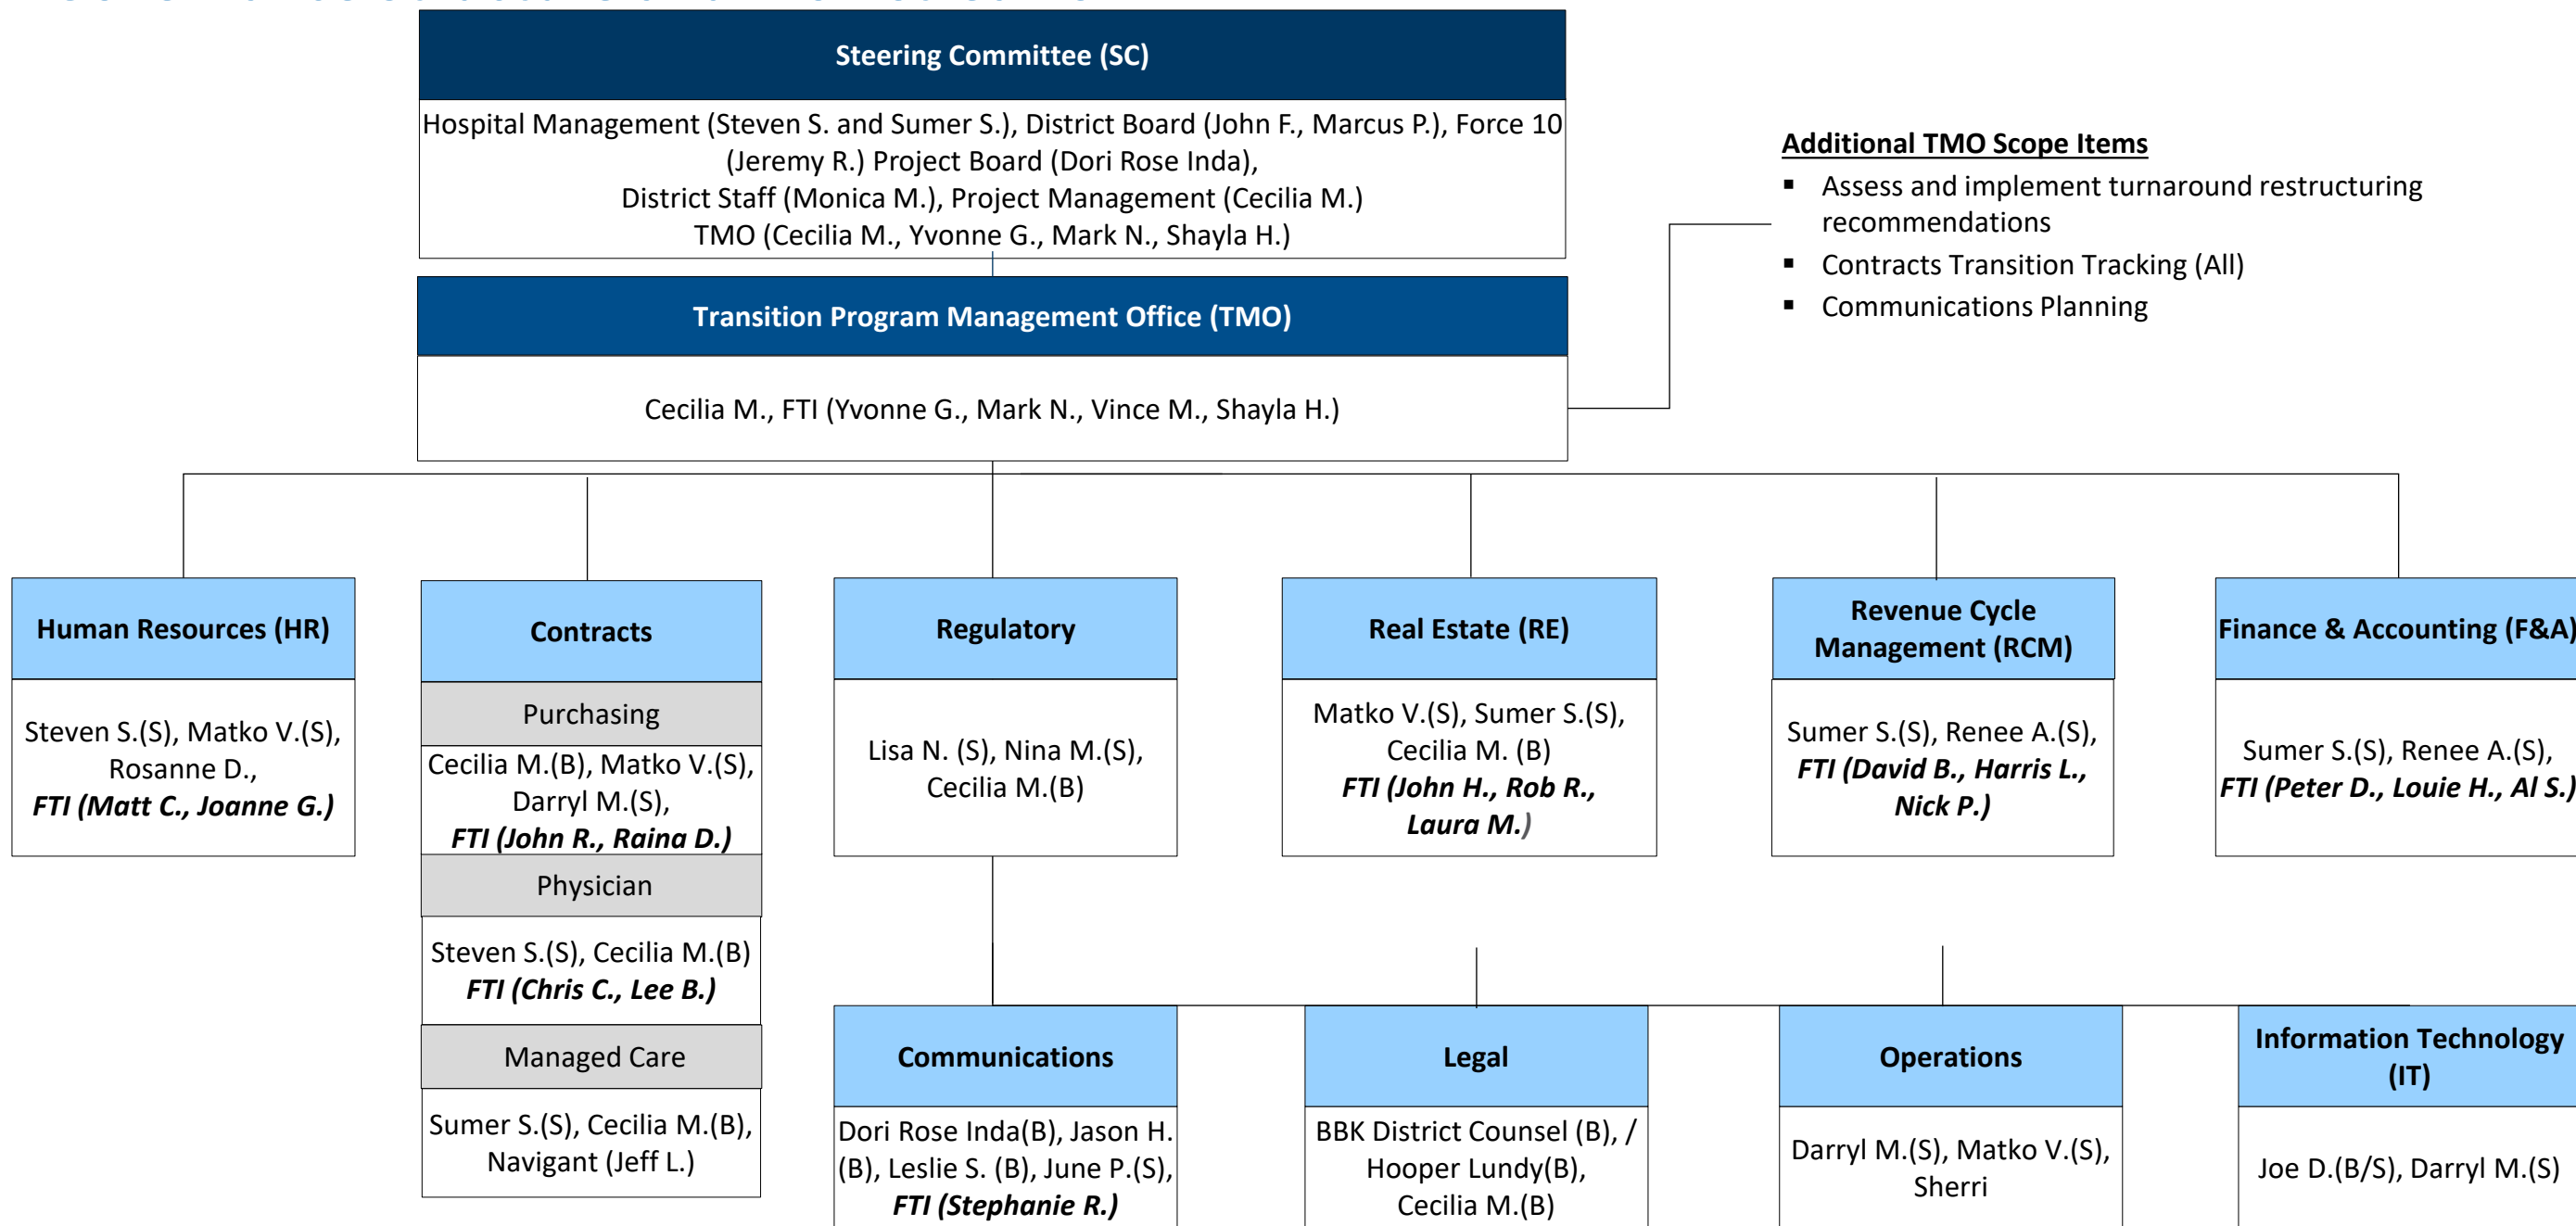 Steering Committee (SC)
Hospital Management (Steven S. and Sumer S.), District Board (John F., Marcus P.), Force 10
(Jeremy R.) Project Board (Dori Rose Inda),
District Staff (Monica M.), Project Management (Cecilia M.)
TMO (Cecilia M., Yvonne G., Mark N., Shayla H.)
Additional TMO Scope Items
▪ Assess and implement turnaround restructuring
recommendations
▪ Contracts Transition Tracking (All)
▪ Communications Planning
Transition Program Management Office (TMO)
Cecilia M., FTI (Yvonne G., Mark N., Vince M., Shayla H.)
Human Resources (HR)
Steven S.(S), Matko V.(S),
Rosanne D.,
FTI (Matt C., Joanne G.)
Contracts
Purchasing
Cecilia M.(B), Matko V.(S),
Darryl M.(S),
FTI (John R., Raina D.)
Physician
Steven S.(S), Cecilia M.(B)
FTI (Chris C., Lee B.)
Managed Care
Sumer S.(S), Cecilia M.(B),
Navigant (Jeff L.)
Regulatory
Lisa N. (S), Nina M.(S),
Cecilia M.(B)
Real Estate (RE)
Matko V.(S), Sumer S.(S),
Cecilia M. (B)
FTI (John H., Rob R.,
Laura M.)
Revenue Cycle
Management (RCM)
Sumer S.(S), Renee A.(S),
FTI (David B., Harris L.,
Nick P.)
Finance & Accounting (F&A)
Sumer S.(S), Renee A.(S),
FTI (Peter D., Louie H., Al S.)
Communications
Dori Rose Inda(B), Jason H.
(B), Leslie S. (B), June P.(S),
FTI (Stephanie R.)
Legal
BBK District Counsel (B), /
Hooper Lundy(B),
Cecilia M.(B)
Operations
Darryl M.(S), Matko V.(S),
Sherri
Information Technology
(IT)
Joe D.(B/S), Darryl M.(S)